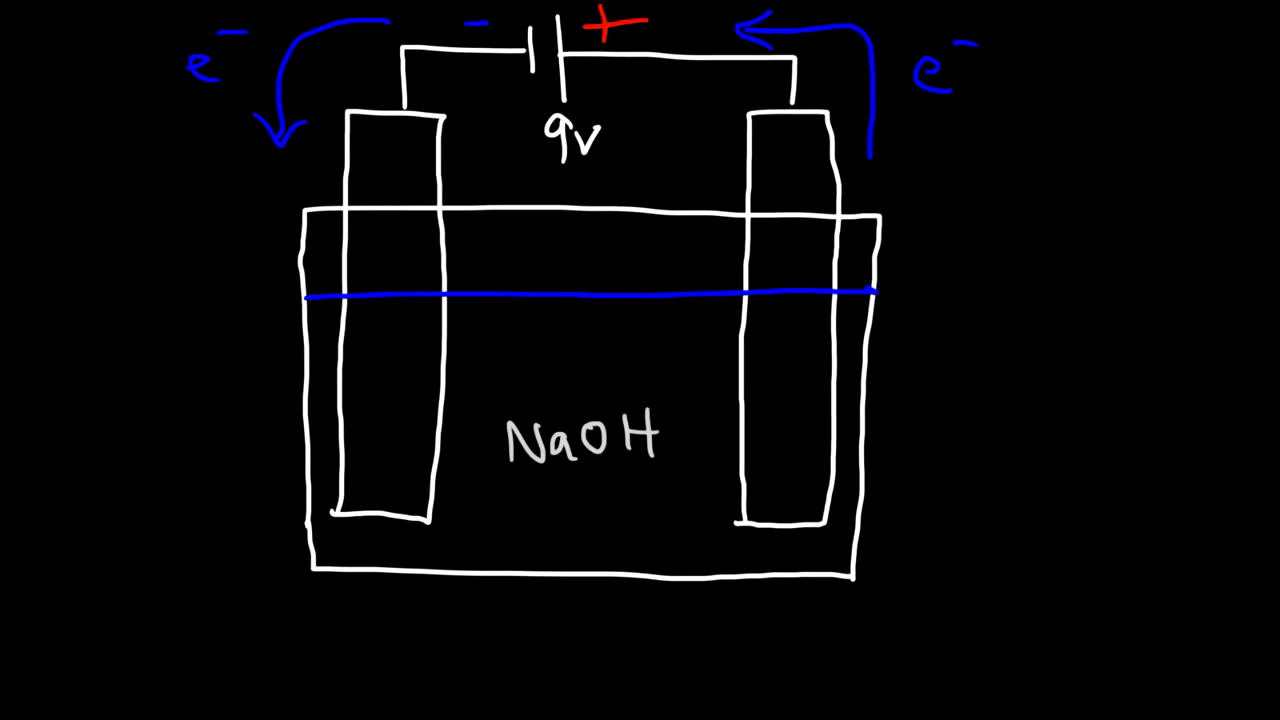 e⁻ - + e⁻
9v
NaOH